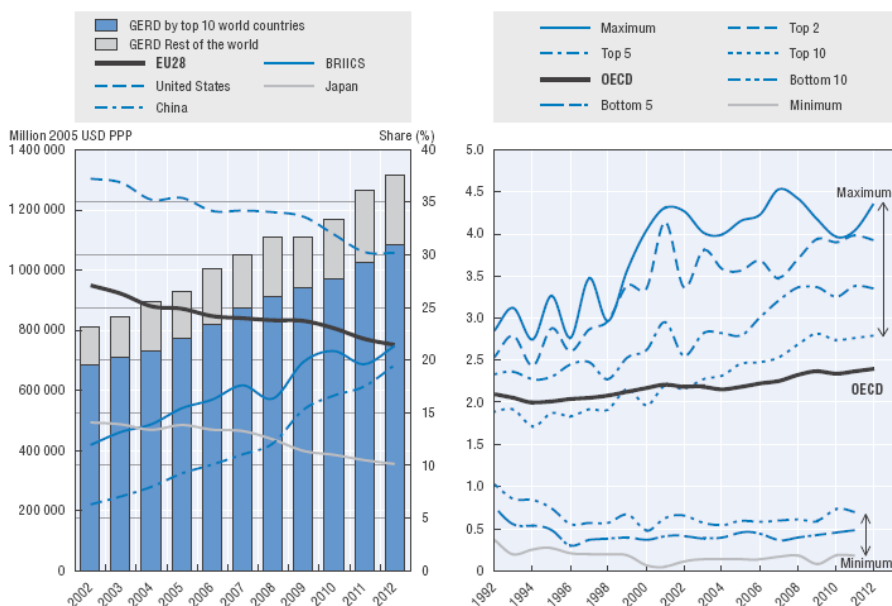 GERD by top 10 world countries
GERD Rest of the world
EU28 BRIICS
United States Japan
China
Million 2005 USD PPP Share (%)
1 400 000 40
35
1 200 000
30
1 000 000
25
800 000
20
600 000
15
400 000
10
200 000
5
0 0
2002 2003 2004 2005 2006 2007 2008 2009 2010 2011 2012
Maximum Top 2
Top 5 Top 10
OECD Bottom 10
Bottom 5 Minimum
5.0
4.5
Maximum
4.0
3.5
3.0
2.5
OECD
2.0
1.5
1.0
0.5
Minimum
0
1992 1994 1996 1998 2000 2002 2004 2006 2008 2010 2012